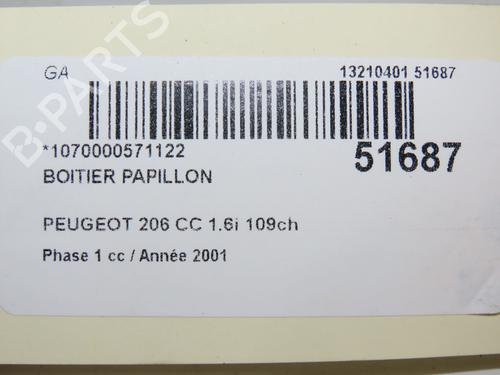 GA
13210401 51687
*1070000571122
51687
BOITIER PAPILLON
PEUGEOT 206 CC 1.6i 109ch
Phase 1 cc / Année 2001
B-PARTS